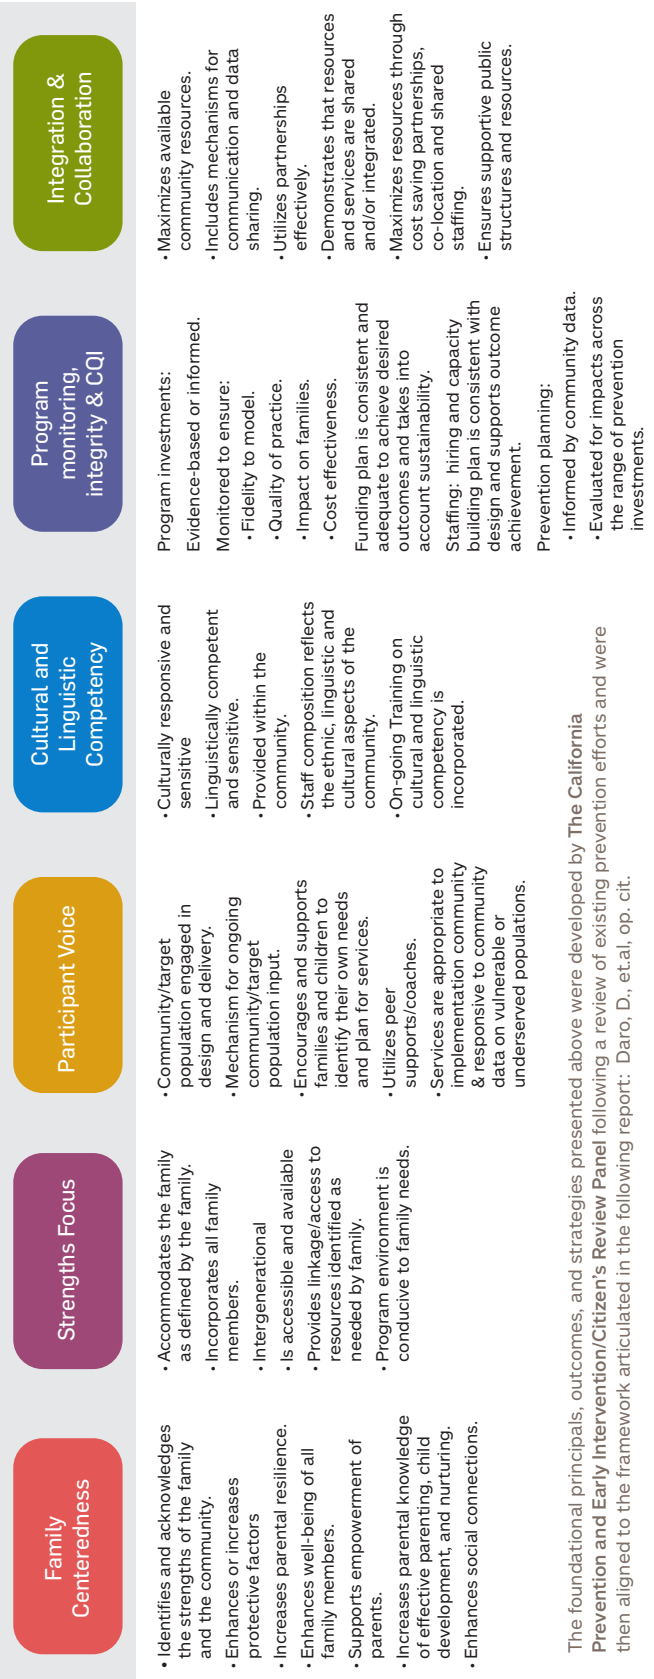 Family
Centeredness
• Identifies and acknowledges
the strengths of the family
and the community.
• Enhances or increases
protective factors
• Increases parental resilience.
• Enhances well-being of all
family members.
• Supports empowerment of
parents.
• Increases parental knowledge
of effective parenting, child
development, and nurturing.
• Enhances social connections.
Strengths Focus
• Accommodates the family
as defined by the family.
• Incorporates all family
members.
• Intergenerational
• Is accessible and available
• Provides linkage/access to
resources identified as
needed by family.
• Program environment is
conducive to family needs.
Participant Voice
• Community/target
population engaged in
design and delivery.
• Mechanism for ongoing
community/target
population input.
• Encourages and supports
families and children to
identify their own needs
and plan for services.
• Utilizes peer
supports/coaches.
• Services are appropriate to
implementation community
& responsive to community
data on vulnerable or
underserved populations.
Cultural and
Linguistic
Competency
• Culturally responsive and
sensitive
• Linguistically competent
and sensitive.
• Provided within the
community.
• Staff composition reflects
the ethnic, linguistic and
cultural aspects of the
community.
• On-going Training on
cultural and linguistic
competency is
incorporated.
Program
monitoring,
integrity & CQI
Program investments:
Evidence-based or informed.
Monitored to ensure:
• Fidelity to model.
• Quality of practice.
• Impact on families.
• Cost effectiveness.
Funding plan is consistent and
adequate to achieve desired
outcomes and takes into
account sustainability.
Staffing: hiring and capacity
building plan is consistent with
design and supports outcome
achievement.
Prevention planning:
• Informed by community data.
• Evaluated for impacts across
the range of prevention
investments.
Integration &
Collaboration
• Maximizes available
community resources.
• Includes mechanisms for
communication and data
sharing.
• Utilizes partnerships
effectively.
• Demonstrates that resources
and services are shared
and/or integrated.
• Maximizes resources through
cost saving partnerships,
co-location and shared
staffing.
• Ensures supportive public
structures and resources.
The foundational principals, outcomes, and strategies presented above were developed by The California
Prevention and Early Intervention/Citizen's Review Panel following a review of existing prevention efforts and were
then aligned to the framework articulated in the following report: Daro, D., et.al, op. cit.